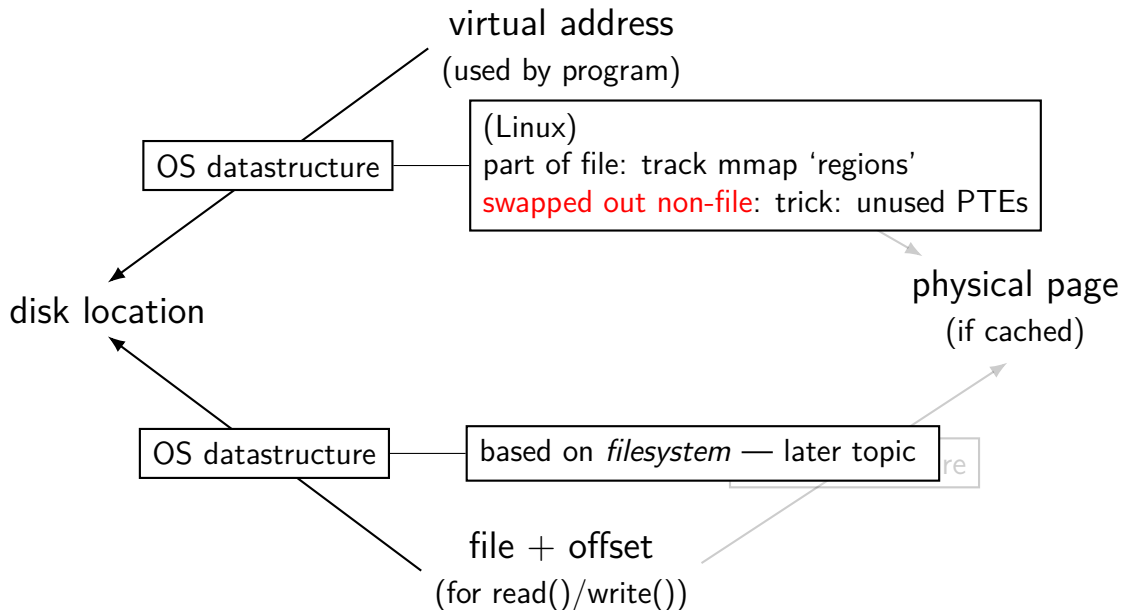 virtual address
(used by program)
OS datastructure
(Linux)
part of file: track mmap ‘regions’
swapped out non-file: trick: unused PTEs
disk location
physical page
(if cached)
OS datastructure
based on filesystem — later topic
file + offset
(for read()/write())